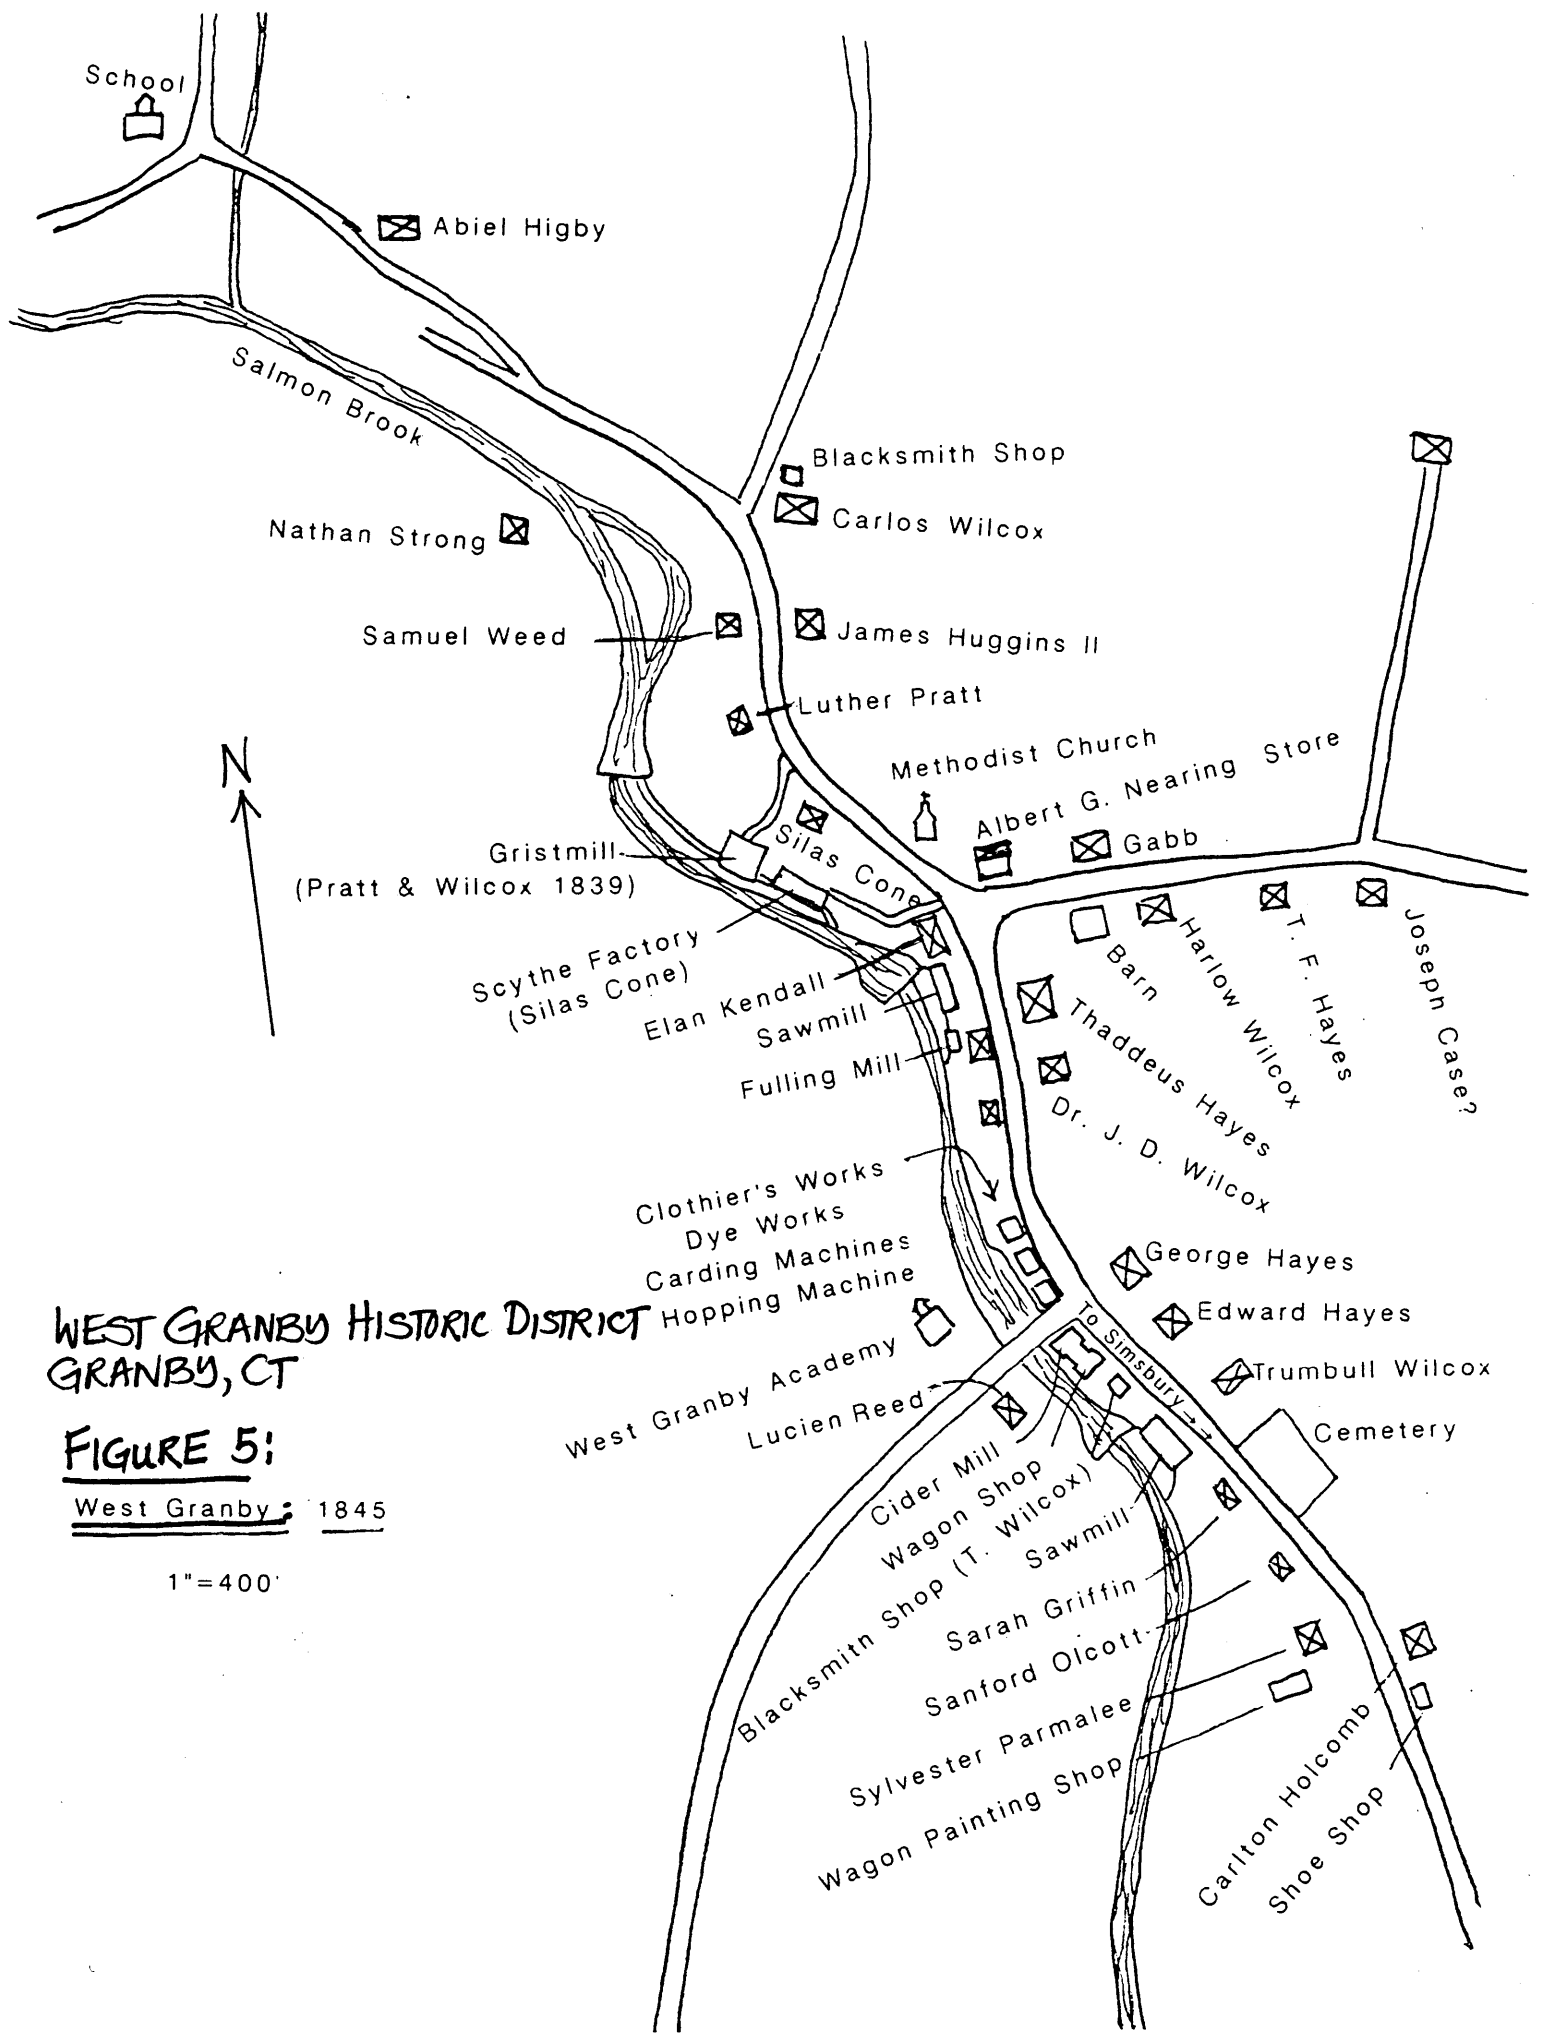 School
Abiel Higby
Salmon Brook
Blacksmith Shop
Carlos Wilcox
Nathan Strong
Samuel Weed
James Huggins II
Luther Pratt
N
Methodist Church
Albert G. Nearing Store
Gabb
Silas Cone
Gristmill
(Pratt & Wilcox 1839)
Scythe Factory
(Silas Cone)
Elan Kendall
Sawmill
Fulling Mill
Barn
Harlow Wilcox
T. F. Hayes
Joseph Case?
Thaddeus Hayes
Dr. J. D. Wilcox
Clothier's Works
Dye Works
Carding Machines
Hopping Machine
George Hayes
Edward Hayes
To Simsbury→
Trumbull Wilcox
Cemetery
West Granby Academy
Lucien Reed
WEST GRANBY HISTORIC DISTRICT
GRANBY, CT
FIGURE 5:
West Granby: 1845
1"=400'
Cider Mill
Wagon Shop
Blacksmith Shop (T. Wilcox)
Sawmill
Sarah Griffin
Sanford Olcott
Sylvester Parmalee
Wagon Painting Shop
Carlton Holcomb
Shoe Shop